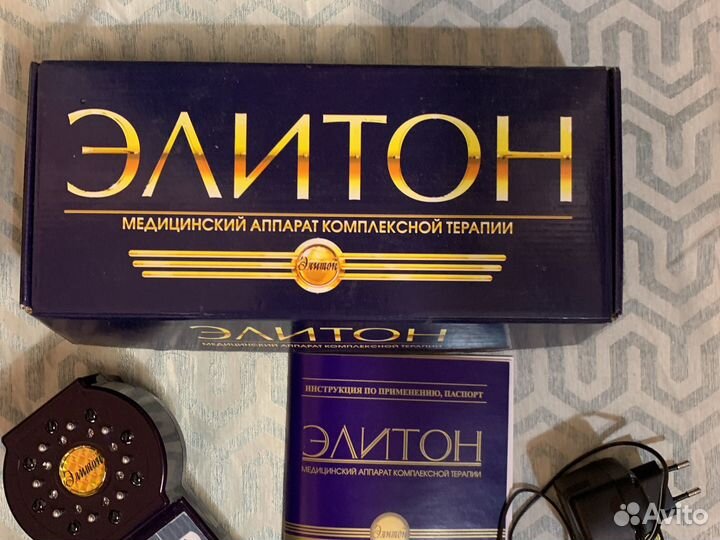 ЭЛИТОН
МЕДИЦИНСКИЙ АППАРАТ КОМПЛЕКСНОЙ ТЕРАПИИ
Элитон
ЭЛИТОН
МЕДИЦИНСКИЙ АППАРАТ КОМПЛЕКСНОЙ ТЕРАПИИ
ИНСТРУКЦИЯ ПО ПРИМЕНЕНИЮ, ПАСПОРТ
ЭЛИТОН
МЕДИЦИНСКИЙ АППАРАТ КОМПЛЕКСНОЙ ТЕРАПИИ
Элитон
Элитон
Avito